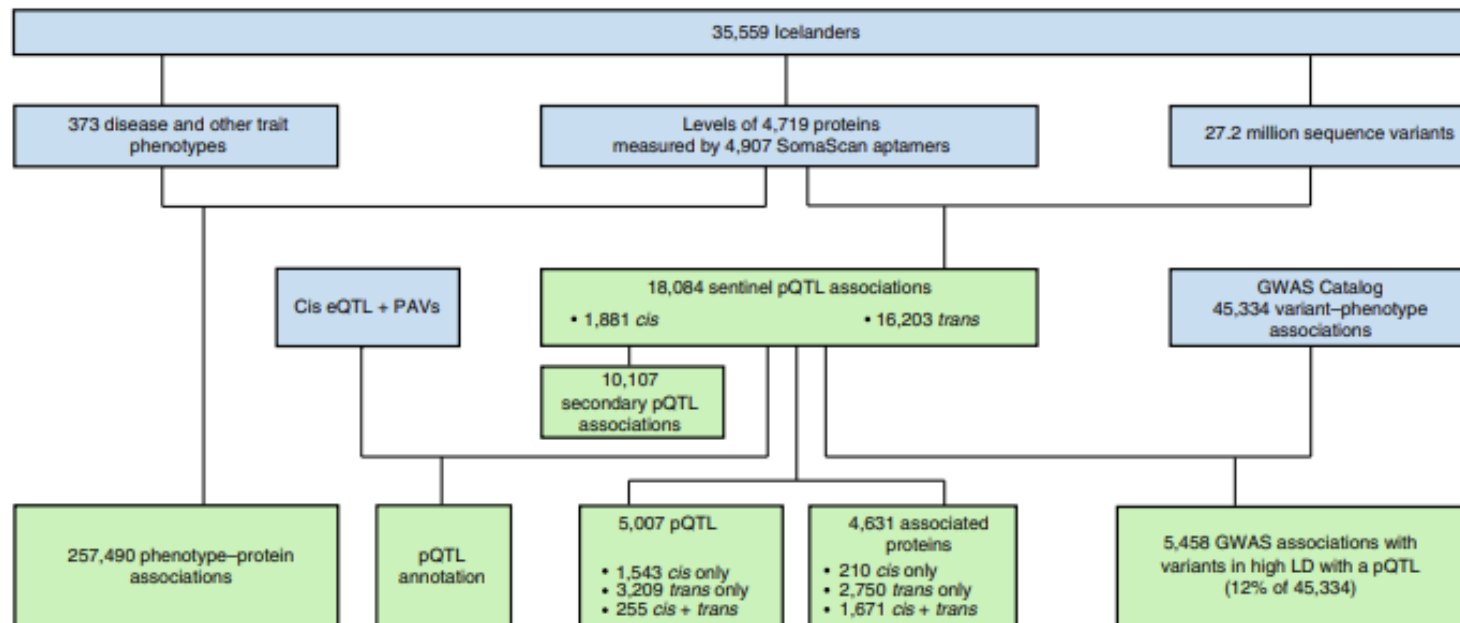 35,559 Icelanders
373 disease and other trait
phenotypes
Levels of 4,719 proteins
measured by 4,907 SomaScan aptamers
27.2 million sequence variants
Cis eQTL + PAVs
18,084 sentinel pQTL associations
• 1,881 cis
• 16,203 trans
GWAS Catalog
45,334 variant–phenotype
associations
10,107
secondary pQTL
associations
257,490 phenotype–protein
associations
pQTL
annotation
5,007 pQTL
• 1,543 cis only
• 3,209 trans only
• 255 cis + trans
4,631 associated
proteins
• 210 cis only
• 2,750 trans only
• 1,671 cis + trans
5,458 GWAS associations with
variants in high LD with a pQTL
(12% of 45,334)